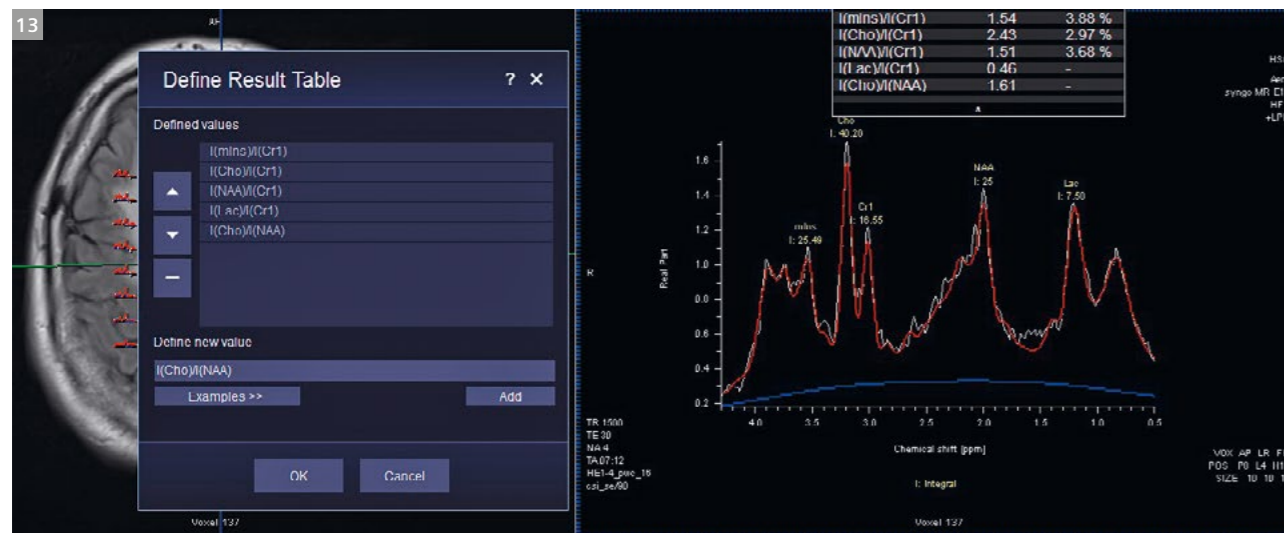 13
Define Result Table ? ×
Defined values
I(mIns)/I(Cr1)
I(Cho)/I(Cr1)
I(NAA)/I(Cr1)
I(Lac)/I(Cr1)
I(Cho)/I(NAA)
Define new value
I(Cho)/I(NAA)
Examples >>
Add
OK
Cancel
Voxel 137
I(mIns)/I(Cr1) 1.54 3.88 %
I(Cho)/I(Cr1) 2.43 2.97 %
I(NAA)/I(Cr1) 1.51 3.68 %
I(Lac)/I(Cr1) 0.46 -
I(Cho)/I(NAA) 1.61 -
syngo MR E1
+LP
R
Cho
I: 40.20
NAA
I: 25
Lac
I: 7.50
Cr1
I: 16.55
mIns
I: 25.49
Real Part
1.6
1.4
1.2
1.0
0.8
0.6
0.4
0.2
4.0 3.5 3.0 2.5 2.0 1.5 1.0 0.5
Chemical shift [ppm]
I: Integral
TR 1500
TE 30
NA 4
TA 07:12
csi_se/90
VOX AP LR F
POS P8 L4 H1
SIZE 10 10 1
Voxel 137